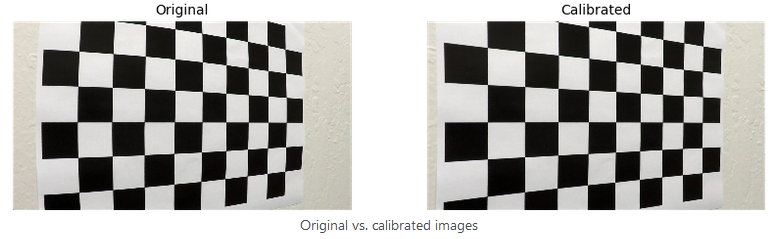 Original
Calibrated
Original vs. calibrated images